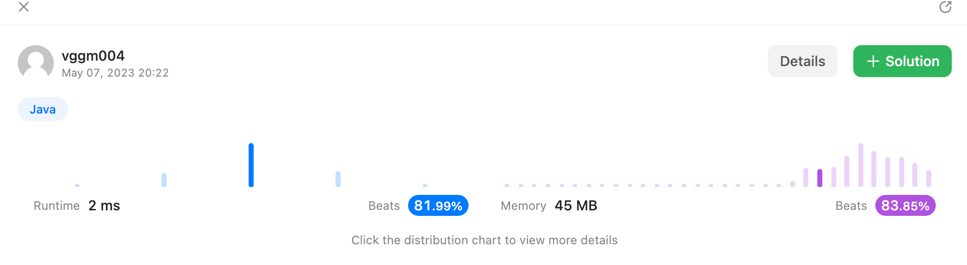 vggm004
May 07, 2023 20:22
Details
+ Solution
Java
Runtime 2 ms
Beats 81.99%
Memory 45 MB
Beats 83.85%
Click the distribution chart to view more details